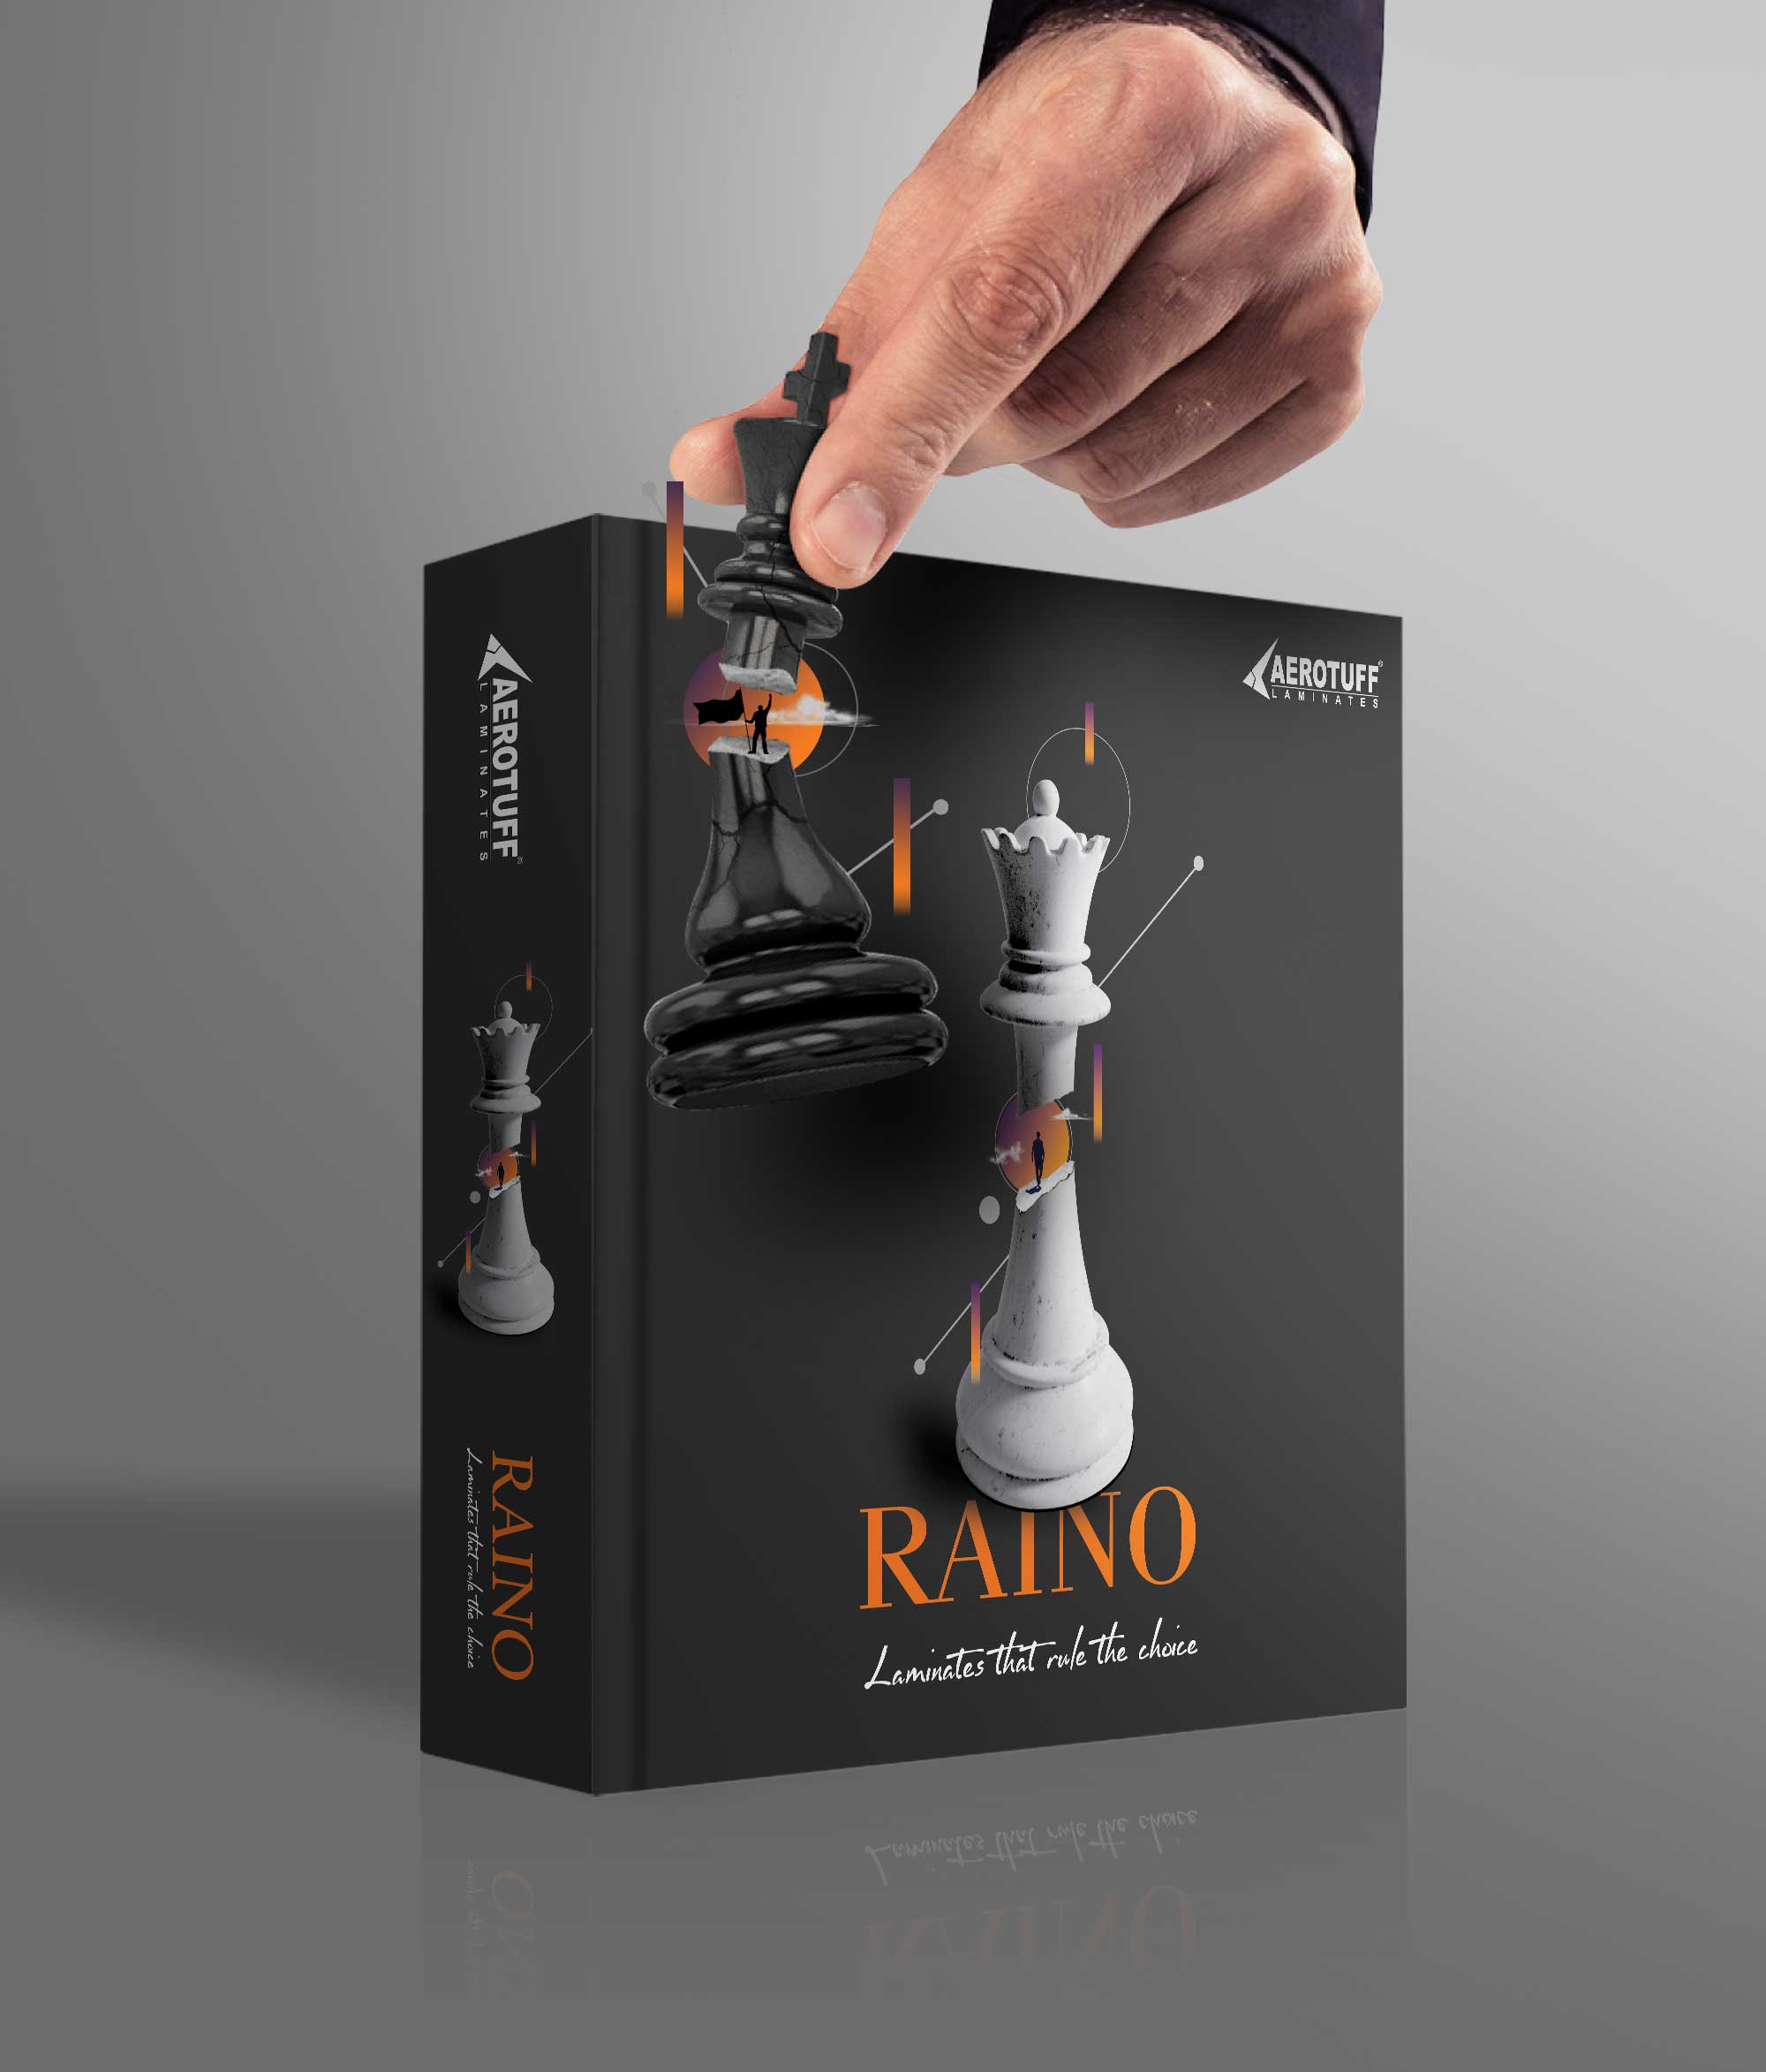 AEROTUFF®
LAMINATES
RAINO
Laminates that rule the choice
AEROTUFF®
LAMINATES
RAINO
Laminates that rule the choice